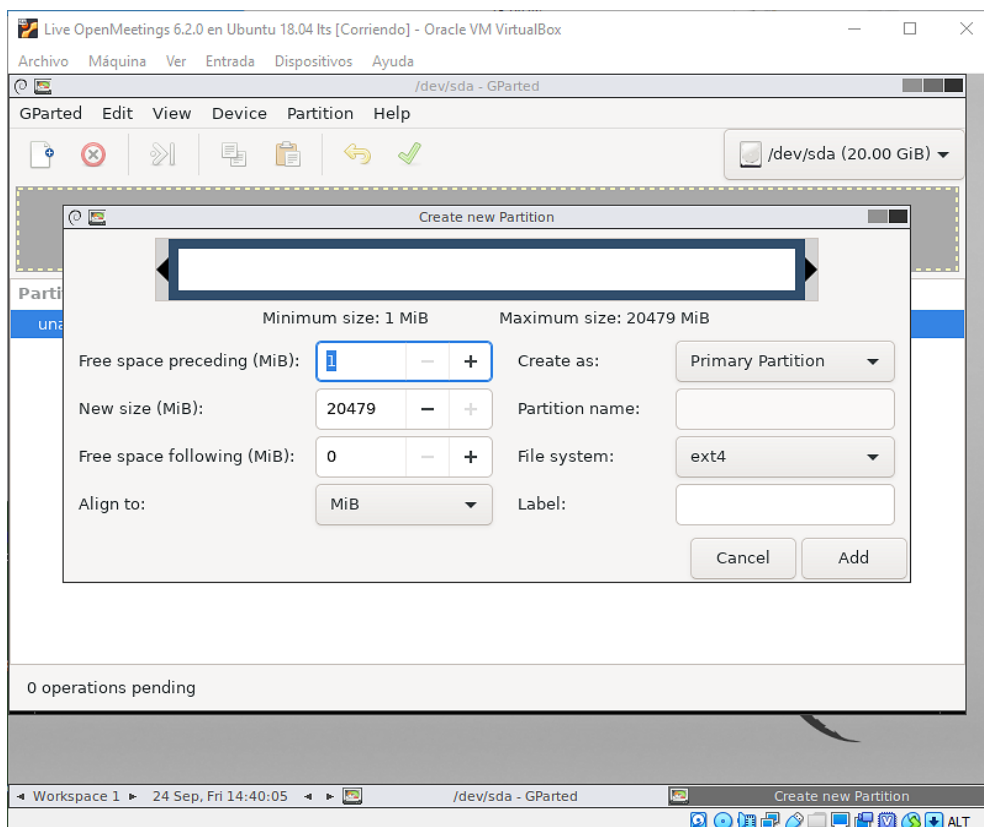 Live OpenMeetings 6.2.0 en Ubuntu 18.04 lts [Corriendo] - Oracle VM VirtualBox
Archivo Máquina Ver Entrada Dispositivos Ayuda
/dev/sda - GParted
GParted Edit View Device Partition Help
/dev/sda (20.00 GiB)
Create new Partition
Parti
una
Minimum size: 1 MiB Maximum size: 20479 MiB
Free space preceding (MiB): 1 Create as: Primary Partition
New size (MiB): 20479 Partition name:
Free space following (MiB): 0 File system: ext4
Align to: MiB Label:
Cancel Add
0 operations pending
Workspace 1 24 Sep, Fri 14:40:05 /dev/sda - GParted Create new Partition
ALT